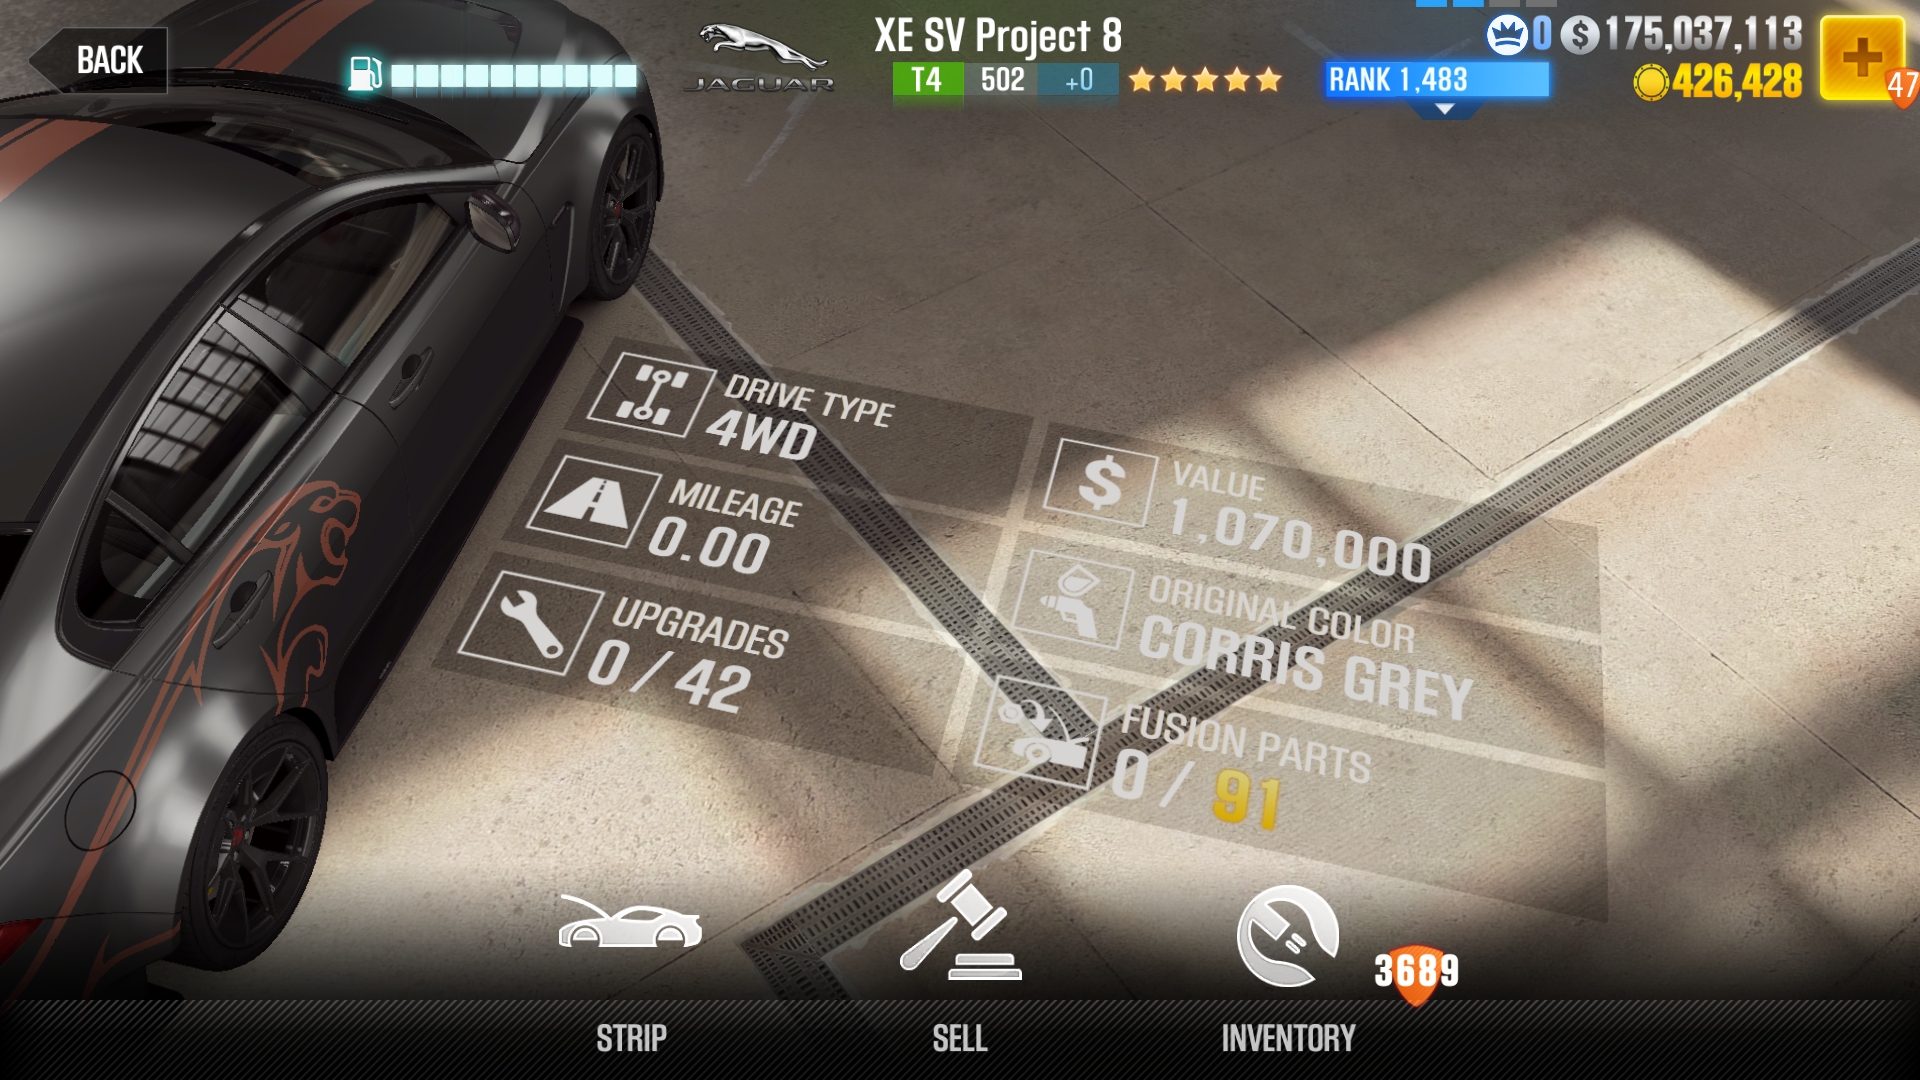 BACK
JAGUAR
XE SV Project 8
T4 502 +0
RANK 1,483
0
175,037,113
426,428
47
DRIVE TYPE
4WD
MILEAGE
0.00
UPGRADES
0 / 42
VALUE
1,070,000
ORIGINAL COLOR
CORRIS GREY
FUSION PARTS
0 / 91
3689
STRIP
SELL
INVENTORY